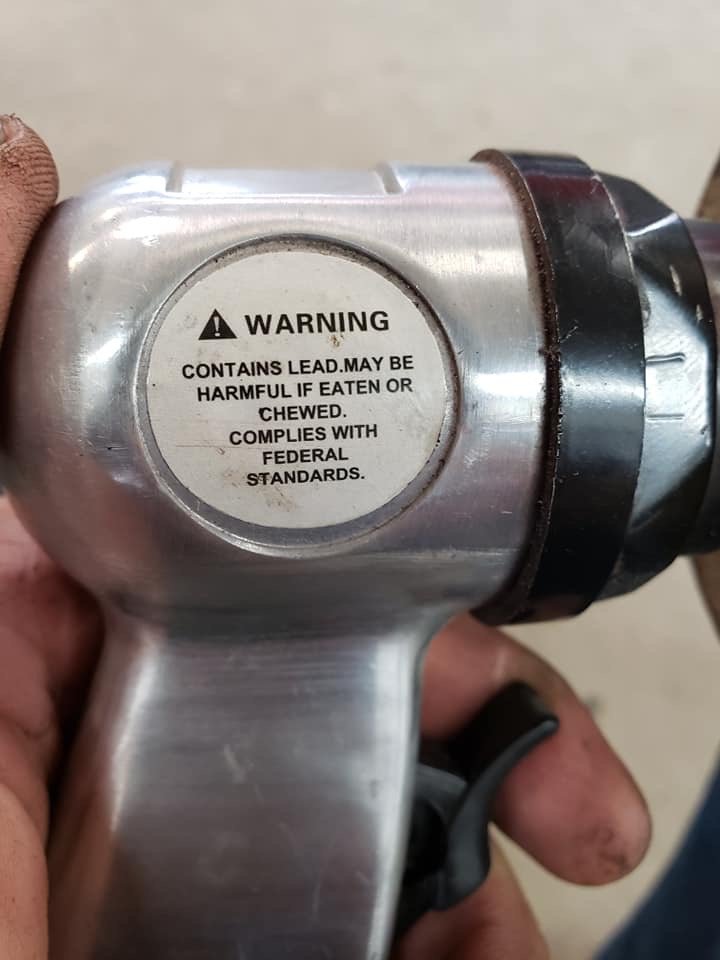 WARNING
CONTAINS LEAD.MAY BE
HARMFUL IF EATEN OR
CHEWED.
COMPLIES WITH
FEDERAL
STANDARDS.